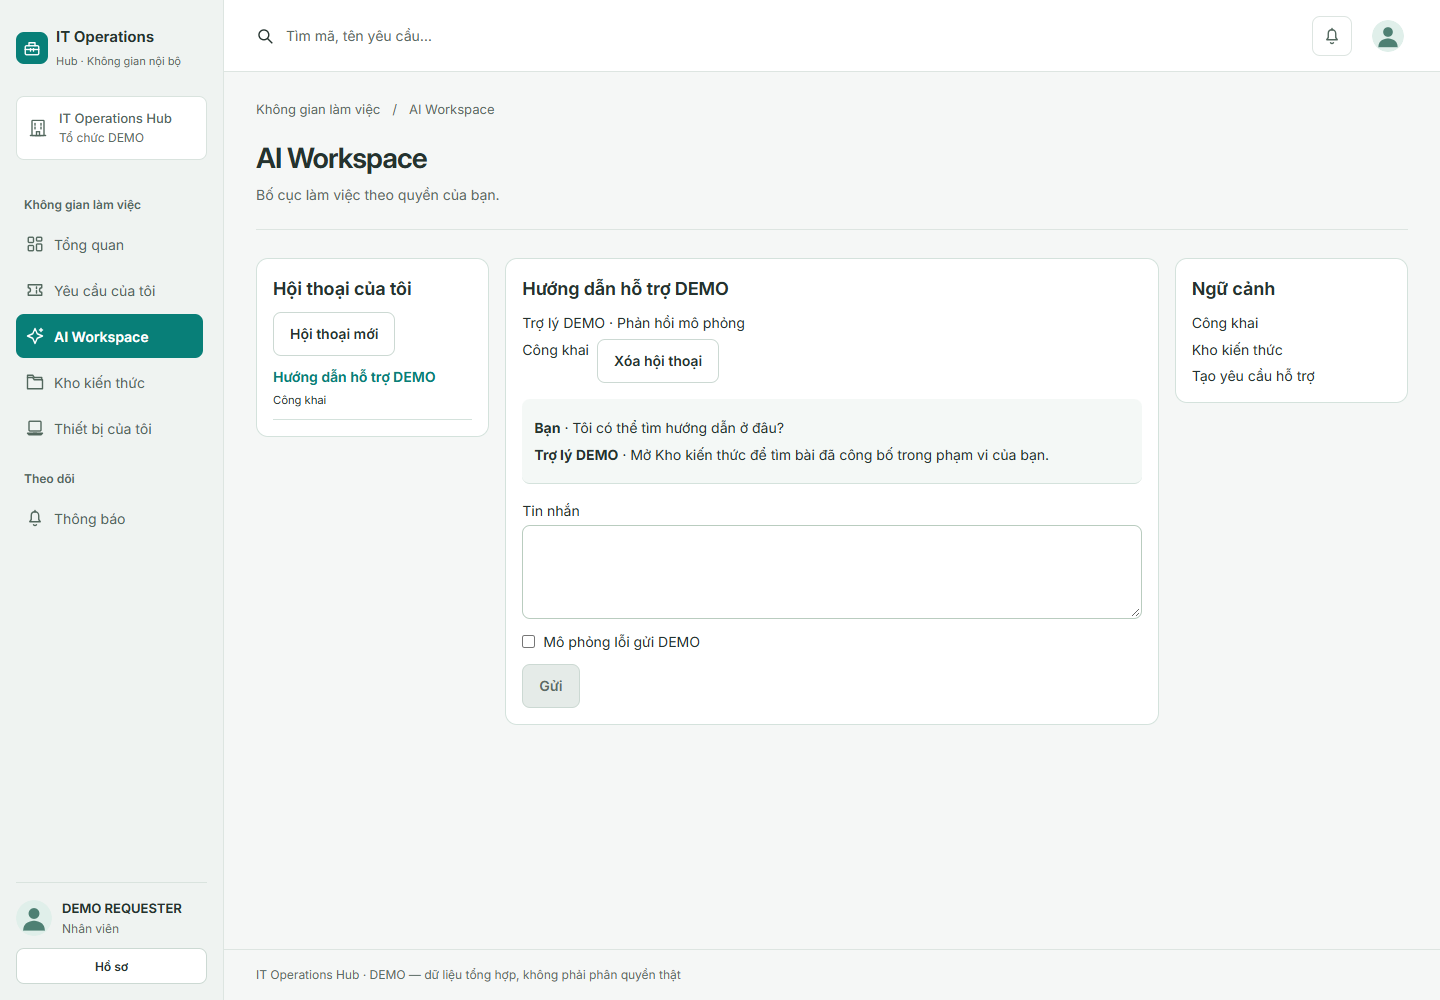 IT Operations
Hub · Không gian nội bộ
IT Operations Hub
Tổ chức DEMO
Không gian làm việc
Tổng quan
Yêu cầu của tôi
AI Workspace
Kho kiến thức
Thiết bị của tôi
Theo dõi
Thông báo
DEMO REQUESTER
Nhân viên
Hồ sơ
Tìm mã, tên yêu cầu...
Không gian làm việc / AI Workspace
AI Workspace
Bố cục làm việc theo quyền của bạn.
Hội thoại của tôi
Hội thoại mới
Hướng dẫn hỗ trợ DEMO
Công khai
Hướng dẫn hỗ trợ DEMO
Trợ lý DEMO · Phản hồi mô phỏng
Công khai Xóa hội thoại
Bạn · Tôi có thể tìm hướng dẫn ở đâu?
Trợ lý DEMO · Mở Kho kiến thức để tìm bài đã công bố trong phạm vi của bạn.
Tin nhắn
Mô phỏng lỗi gửi DEMO
Gửi
Ngữ cảnh
Công khai
Kho kiến thức
Tạo yêu cầu hỗ trợ
IT Operations Hub · DEMO — dữ liệu tổng hợp, không phải phân quyền thật